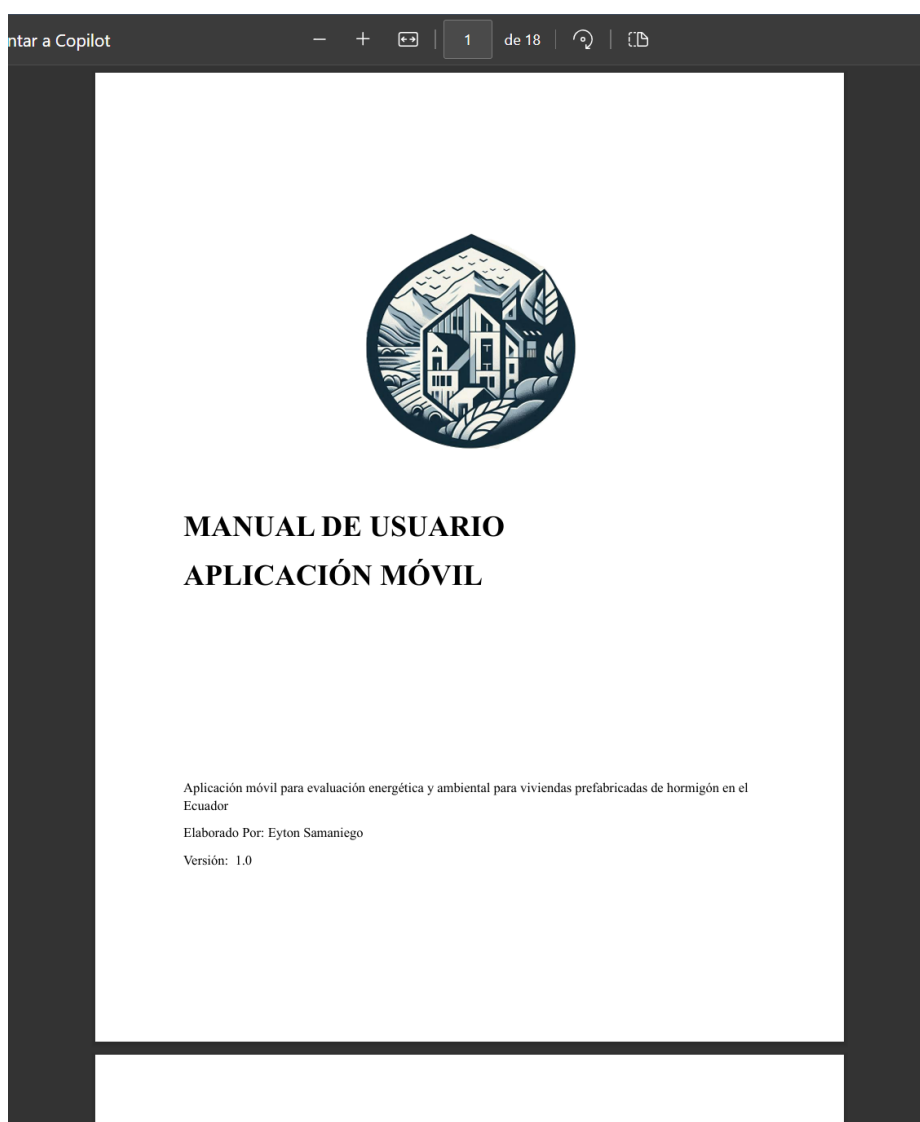 ntar a Copilot
1
de 18
MANUAL DE USUARIO
APLICACIÓN MÓVIL
Aplicación móvil para evaluación energética y ambiental para viviendas prefabricadas de hormigón en el
Ecuador
Elaborado Por: Eyton Samaniego
Versión:  1.0